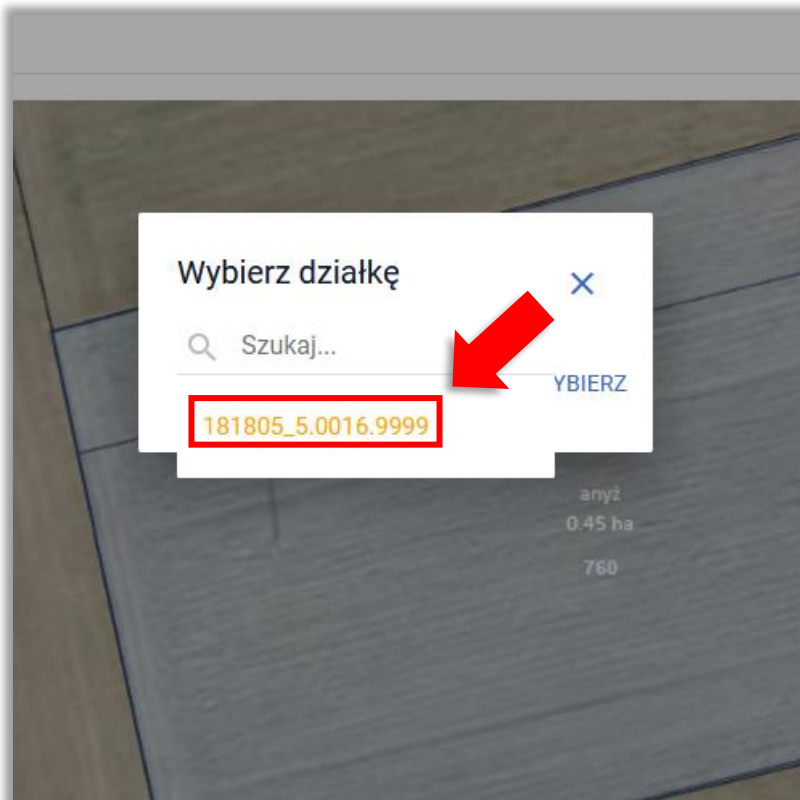 Wybierz działkę
Szukaj...
YBIERZ
181805_5.0016.9999
anyż
0.45 ha
760